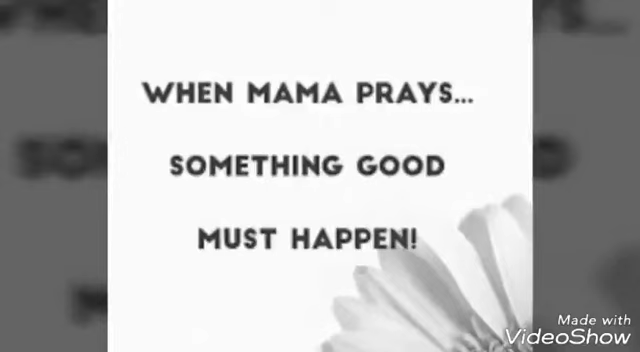 WHEN MAMA PRAYS...
SOMETHING GOOD
MUST HAPPEN!
Made with
VideoShow